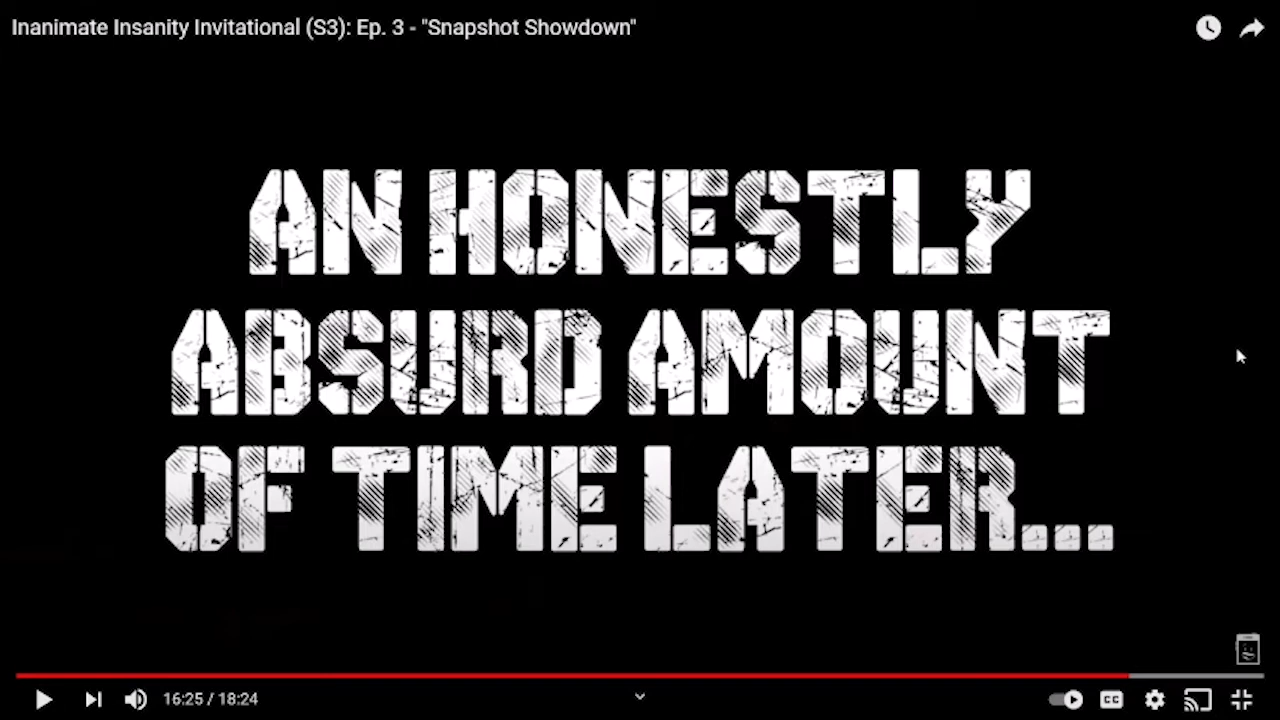 Inanimate Insanity Invitational (S3): Ep. 3 - "Snapshot Showdown"
AN HONESTLY
ABSURD AMOUNT
OF TIME LATER...
16:25 / 18:24
CC